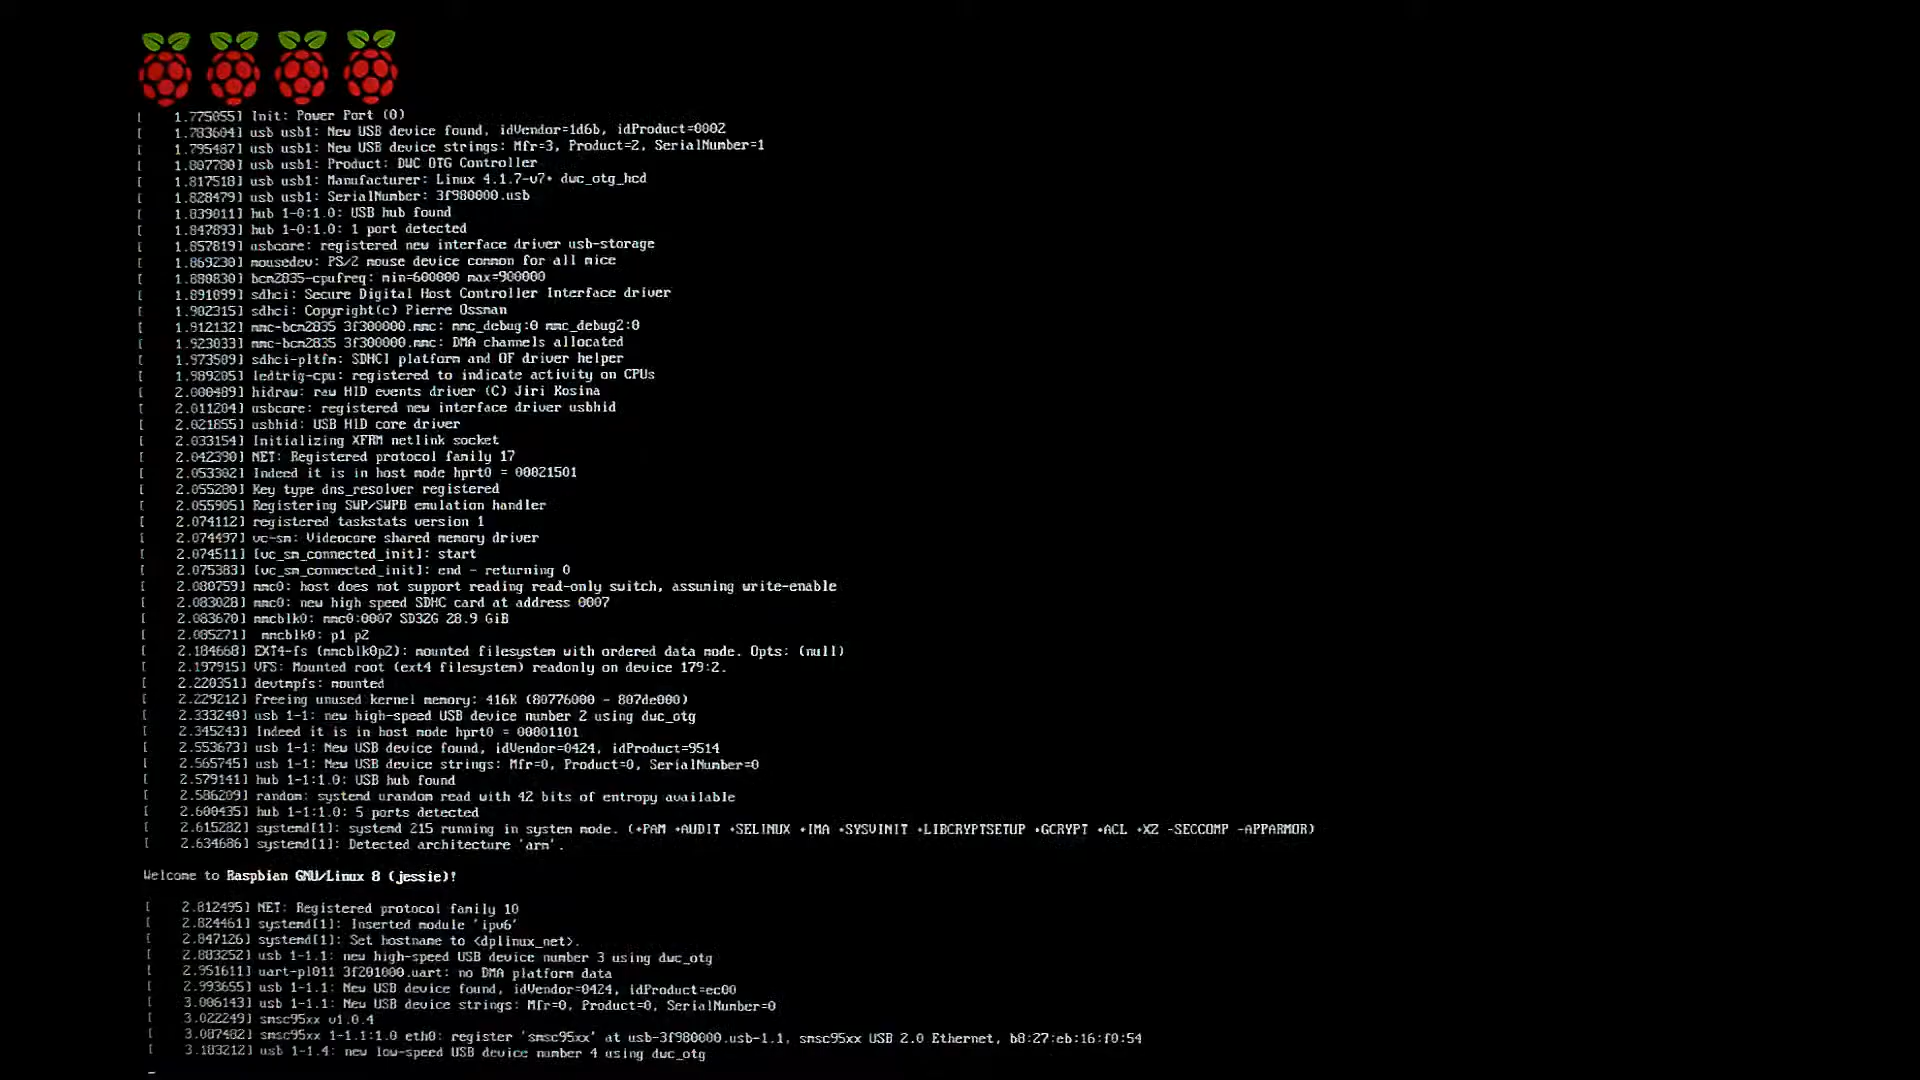 [    1.775055] Init: Power Port (0)
[    1.783604] usb usb1: New USB device found, idVendor=1d6b, idProduct=0002
[    1.795487] usb usb1: New USB device strings: Mfr=3, Product=2, SerialNumber=1
[    1.807780] usb usb1: Product: DWC OTG Controller
[    1.817518] usb usb1: Manufacturer: Linux 4.1.7-v7+ dwc_otg_hcd
[    1.828479] usb usb1: SerialNumber: 3f980000.usb
[    1.839011] hub 1-0:1.0: USB hub found
[    1.847893] hub 1-0:1.0: 1 port detected
[    1.857819] usbcore: registered new interface driver usb-storage
[    1.869230] mousedev: PS/2 mouse device common for all mice
[    1.880830] bcm2835-cpufreq: min=600000 max=900000
[    1.891099] sdhci: Secure Digital Host Controller Interface driver
[    1.902315] sdhci: Copyright(c) Pierre Ossman
[    1.912132] mmc-bcm2835 3f300000.mmc: mmc_debug:0 mmc_debug2:0
[    1.923033] mmc-bcm2835 3f300000.mmc: DMA channels allocated
[    1.973509] sdhci-pltfm: SDHCI platform and OF driver helper
[    1.989205] ledtrig-cpu: registered to indicate activity on CPUs
[    2.000489] hidraw: raw HID events driver (C) Jiri Kosina
[    2.011204] usbcore: registered new interface driver usbhid
[    2.021855] usbhid: USB HID core driver
[    2.033154] Initializing XFRM netlink socket
[    2.042390] NET: Registered protocol family 17
[    2.053302] Indeed it is in host mode hprt0 = 00021501
[    2.055280] Key type dns_resolver registered
[    2.055905] Registering SWP/SWPB emulation handler
[    2.074112] registered taskstats version 1
[    2.074497] vc-sm: Videocore shared memory driver
[    2.074511] [vc_sm_connected_init]: start
[    2.075383] [vc_sm_connected_init]: end - returning 0
[    2.080759] mmc0: host does not support reading read-only switch, assuming write-enable
[    2.083028] mmc0: new high speed SDHC card at address 0007
[    2.083670] mmcblk0: mmc0:0007 SD32G 28.9 GiB
[    2.085271]  mmcblk0: p1 p2
[    2.184668] EXT4-fs (mmcblk0p2): mounted filesystem with ordered data mode. Opts: (null)
[    2.197915] VFS: Mounted root (ext4 filesystem) readonly on device 179:2.
[    2.220351] devtmpfs: mounted
[    2.229212] Freeing unused kernel memory: 416K (80776000 - 807de000)
[    2.333240] usb 1-1: new high-speed USB device number 2 using dwc_otg
[    2.345243] Indeed it is in host mode hprt0 = 00001101
[    2.553673] usb 1-1: New USB device found, idVendor=0424, idProduct=9514
[    2.565745] usb 1-1: New USB device strings: Mfr=0, Product=0, SerialNumber=0
[    2.579141] hub 1-1:1.0: USB hub found
[    2.586209] random: systemd urandom read with 42 bits of entropy available
[    2.600435] hub 1-1:1.0: 5 ports detected
[    2.615282] systemd[1]: systemd 215 running in system mode. (+PAM +AUDIT +SELINUX +IMA +SYSVINIT +LIBCRYPTSETUP +GCRYPT +ACL +XZ -SECCOMP -APPARMOR)
[    2.634686] systemd[1]: Detected architecture 'arm'.
Welcome to Raspbian GNU/Linux 8 (jessie)!
[    2.812495] NET: Registered protocol family 10
[    2.824461] systemd[1]: Inserted module 'ipv6'
[    2.847126] systemd[1]: Set hostname to <dplinux_net>.
[    2.883252] usb 1-1.1: new high-speed USB device number 3 using dwc_otg
[    2.951611] uart-pl011 3f201000.uart: no DMA platform data
[    2.993655] usb 1-1.1: New USB device found, idVendor=0424, idProduct=ec00
[    3.006143] usb 1-1.1: New USB device strings: Mfr=0, Product=0, SerialNumber=0
[    3.022249] smsc95xx v1.0.4
[    3.087482] smsc95xx 1-1.1:1.0 eth0: register 'smsc95xx' at usb-3f980000.usb-1.1, smsc95xx USB 2.0 Ethernet, b8:27:eb:16:f0:54
[    3.183212] usb 1-1.4: new low-speed USB device number 4 using dwc_otg